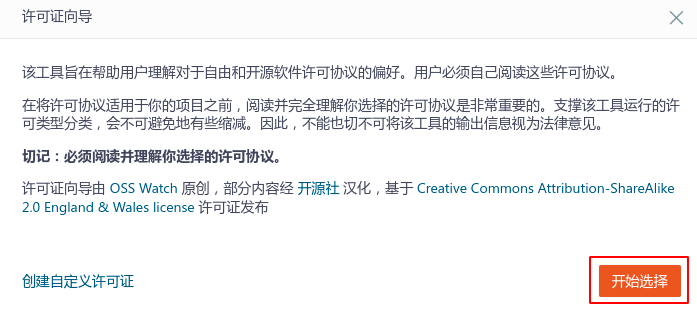 许可证向导
该工具旨在帮助用户理解对于自由和开源软件许可协议的偏好。用户必须自己阅读这些许可协议。
在将许可协议适用于你的项目之前，阅读并完全理解你选择的许可协议是非常重要的。支撑该工具运行的许
可类型分类，会不可避免地有些缩减。因此，不能也切不可将该工具的输出信息视为法律意见。
切记：必须阅读并理解你选择的许可协议。
许可证向导由 OSS Watch 原创，部分内容经 开源社 汉化，基于 Creative Commons Attribution-ShareAlike
2.0 England & Wales license 许可证发布
创建自定义许可证
开始选择